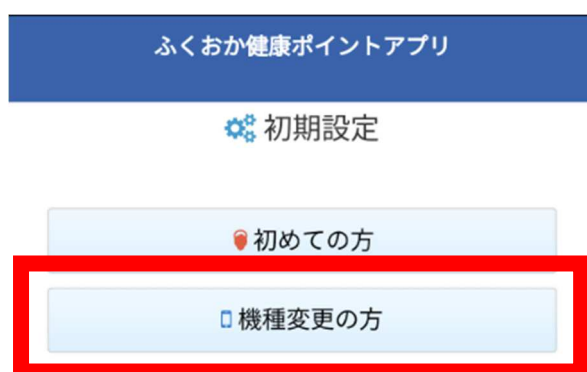 ふくおか健康ポイントアプリ
初期設定
初めての方
機種変更の方